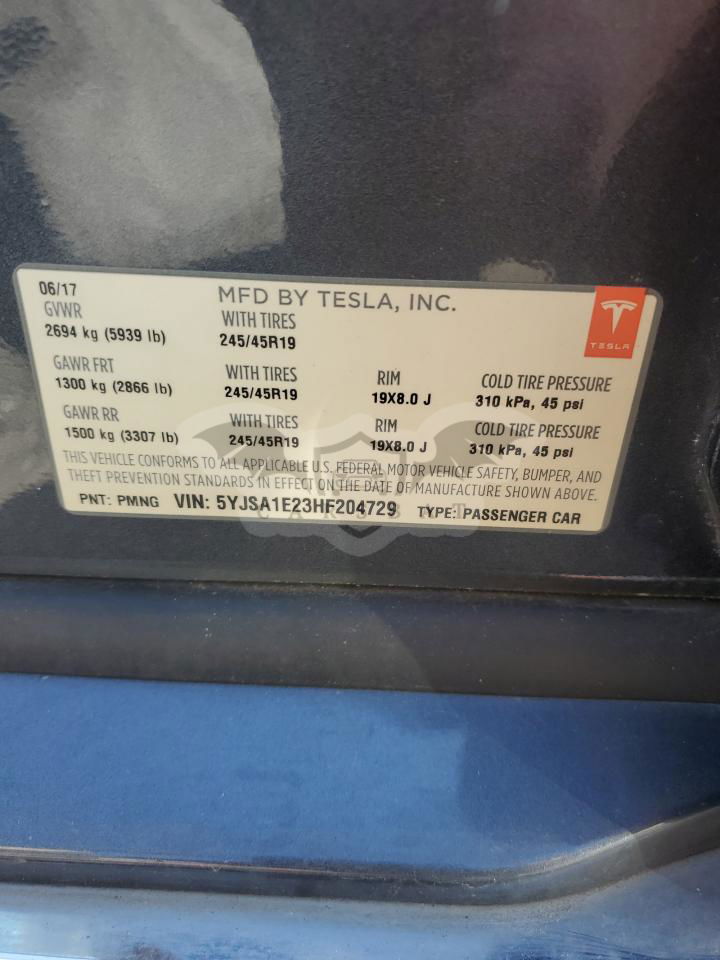 06/17 MFD BY TESLA, INC.
GVWR WITH TIRES
2694 kg (5939 lb) 245/45R19
TESLA
GAWR FRT WITH TIRES RIM COLD TIRE PRESSURE
1300 kg (2866 lb) 245/45R19 19X8.0 J 310 kPa, 45 psi
GAWR RR WITH TIRES RIM COLD TIRE PRESSURE
1500 kg (3307 lb) 245/45R19 19X8.0 J 310 kPa, 45 psi
THIS VEHICLE CONFORMS TO ALL APPLICABLE U.S. FEDERAL MOTOR VEHICLE SAFETY, BUMPER, AND
THEFT PREVENTION STANDARDS IN EFFECT ON THE DATE OF MANUFACTURE SHOWN ABOVE.
PNT: PMNG VIN: 5YJSA1E23HF204729 TYPE: PASSENGER CAR